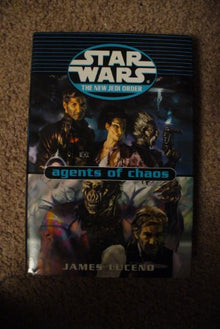 STAR
WARS
THE NEW JEDI ORDER
agents of chaos
JAMES LUCENO